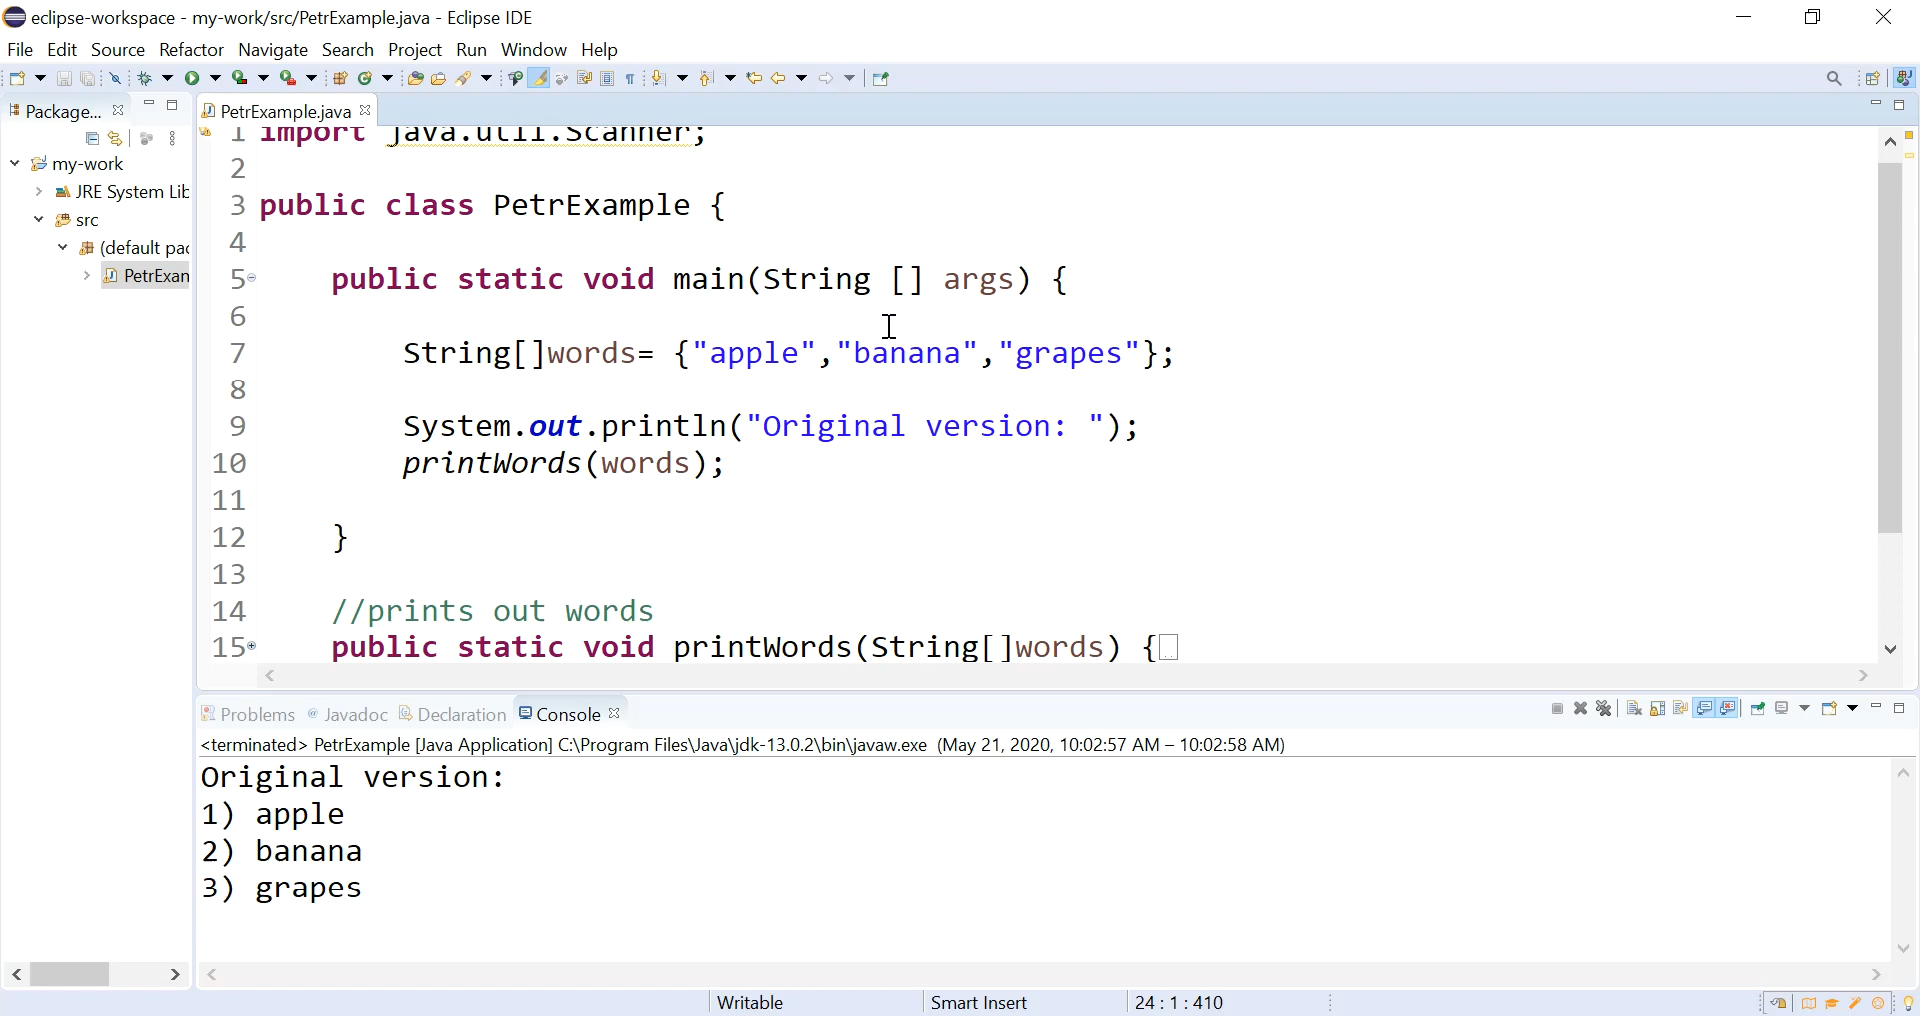 eclipse-workspace - my-work/src/PetrExample.java - Eclipse IDE
File Edit Source Refactor Navigate Search Project Run Window Help
Package... PetrExample.java
my-work
JRE System Lib
src
(default pac
PetrExam
1 import java.util.Scanner;
2
3 public class PetrExample {
4
5 public static void main(String [] args) {
6
7 String[]words= {"apple","banana","grapes"};
8
9 System.out.println("Original version: ");
10 printWords(words);
11
12 }
13
14 //prints out words
15 public static void printWords(String[]words) {
Problems Javadoc Declaration Console
<terminated> PetrExample [Java Application] C:\Program Files\Java\jdk-13.0.2\bin\javaw.exe (May 21, 2020, 10:02:57 AM – 10:02:58 AM)
Original version:
1) apple
2) banana
3) grapes
Writable Smart Insert 24 : 1 : 410